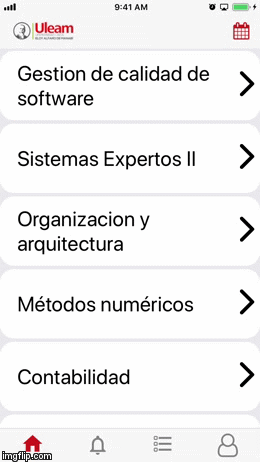 9:41 AM
Uleam
Gestion de calidad de
software
Sistemas Expertos II
Organizacion y
arquitectura
Métodos numéricos
Contabilidad
imgflip.com